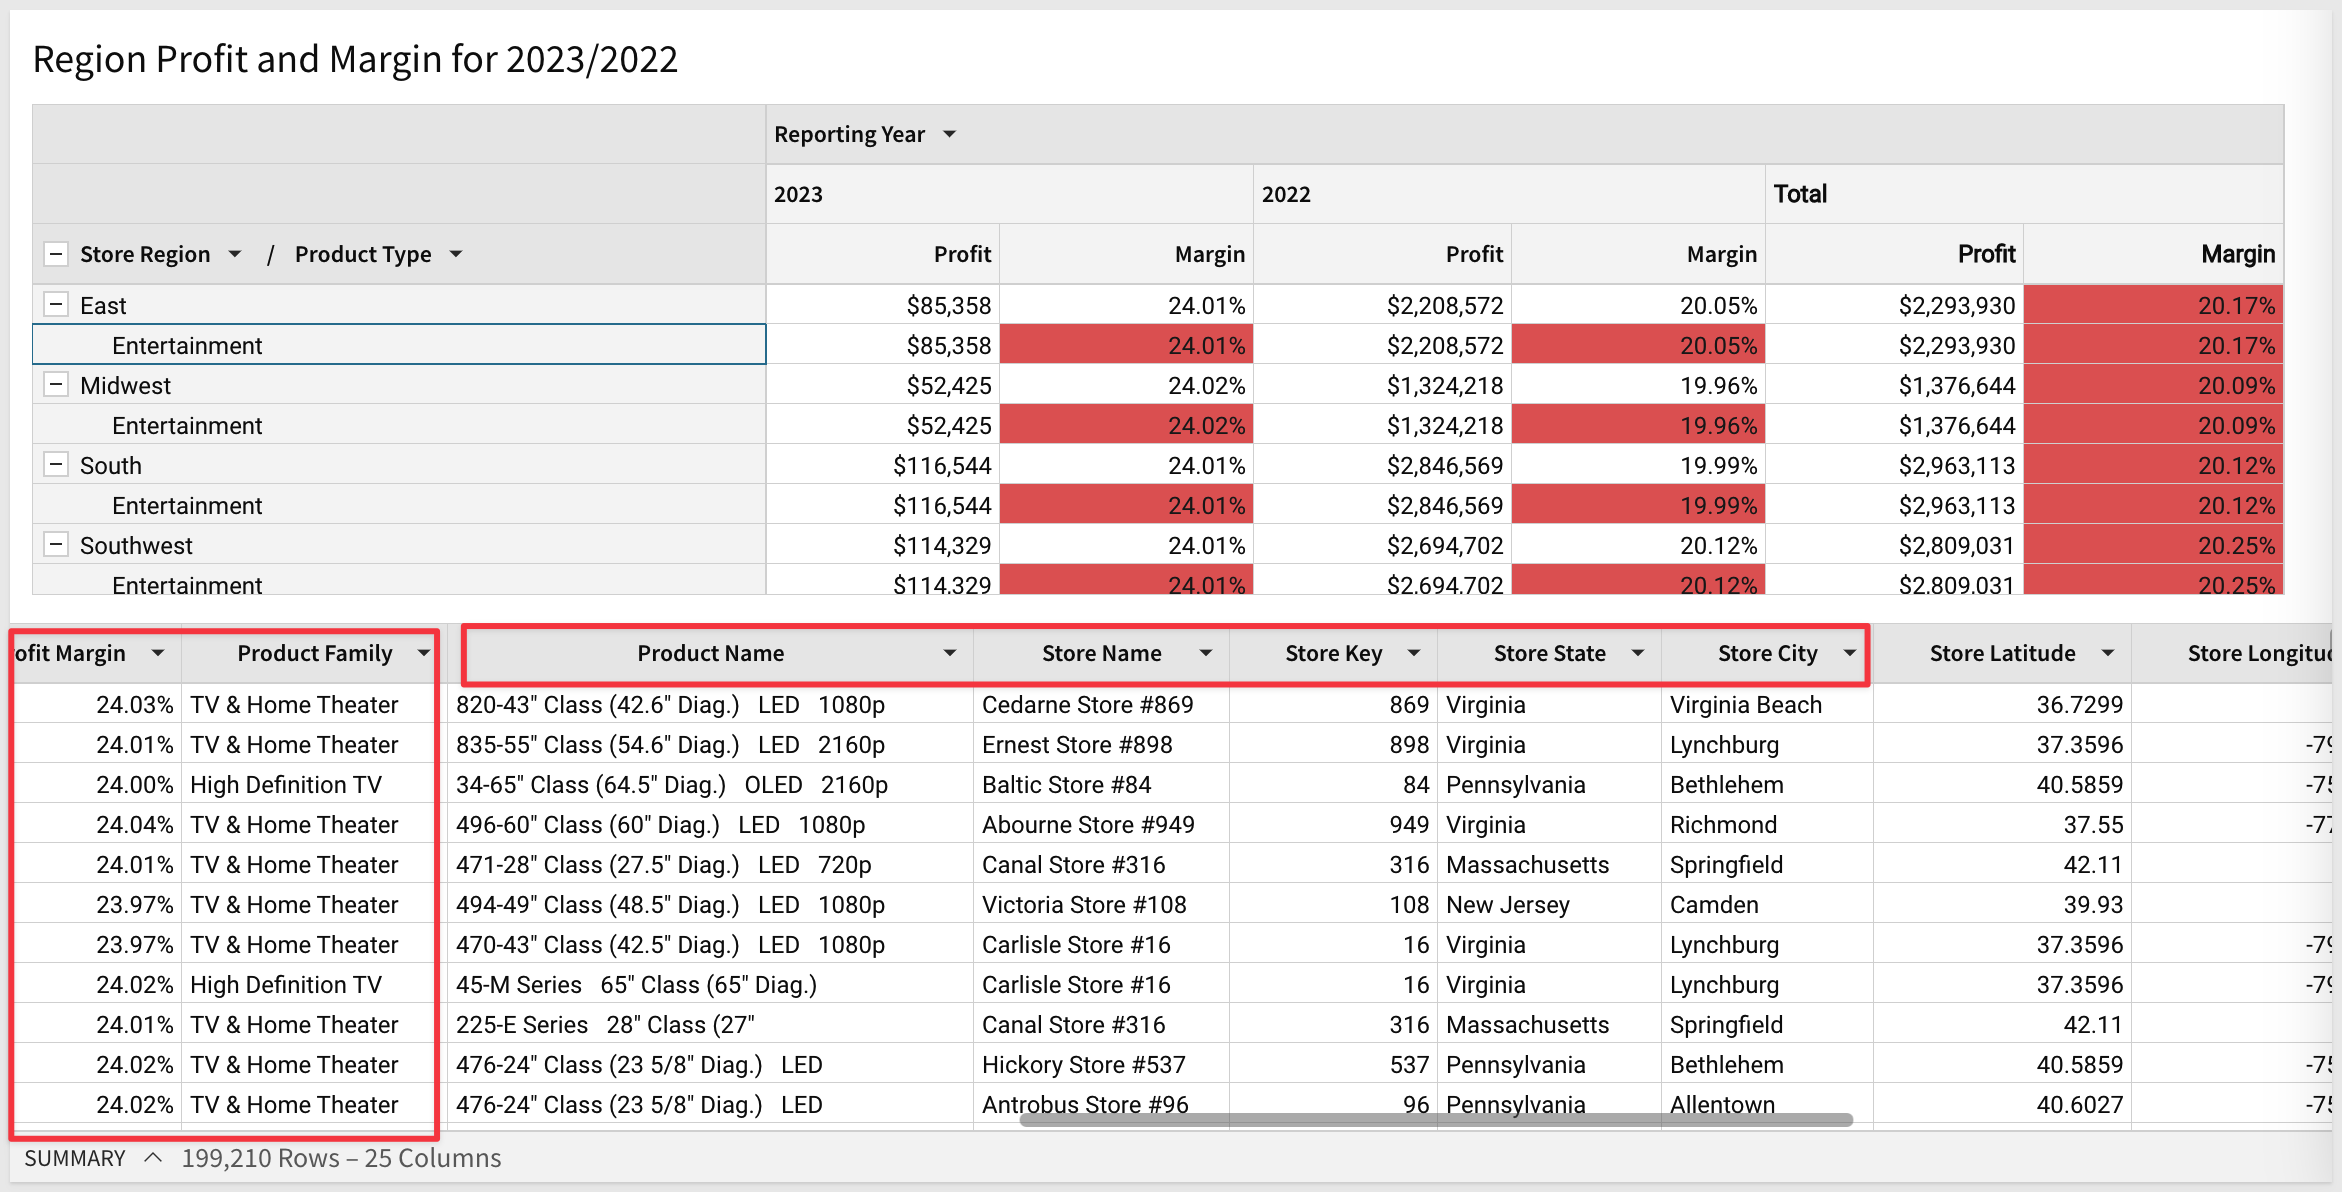 Region Profit and Margin for 2023/2022
Reporting Year
2023 2022 Total
Store Region / Product Type Profit Margin Profit Margin Profit Margin
East $85,358 24.01% $2,208,572 20.05% $2,293,930 20.17%
Entertainment $85,358 24.01% $2,208,572 20.05% $2,293,930 20.17%
Midwest $52,425 24.02% $1,324,218 19.96% $1,376,644 20.09%
Entertainment $52,425 24.02% $1,324,218 19.96% $1,376,644 20.09%
South $116,544 24.01% $2,846,569 19.99% $2,963,113 20.12%
Entertainment $116,544 24.01% $2,846,569 19.99% $2,963,113 20.12%
Southwest $114,329 24.01% $2,694,702 20.12% $2,809,031 20.25%
Entertainment $114,329 24.01% $2,694,702 20.12% $2,809,031 20.25%
ofit Margin Product Family Product Name Store Name Store Key Store State Store City Store Latitude Store Longitud
24.03% TV & Home Theater 820-43" Class (42.6" Diag.) LED 1080p Cedarne Store #869 869 Virginia Virginia Beach 36.7299
24.01% TV & Home Theater 835-55" Class (54.6" Diag.) LED 2160p Ernest Store #898 898 Virginia Lynchburg 37.3596 -79
24.00% High Definition TV 34-65" Class (64.5" Diag.) OLED 2160p Baltic Store #84 84 Pennsylvania Bethlehem 40.5859 -75
24.04% TV & Home Theater 496-60" Class (60" Diag.) LED 1080p Abourne Store #949 949 Virginia Richmond 37.55 -77
24.01% TV & Home Theater 471-28" Class (27.5" Diag.) LED 720p Canal Store #316 316 Massachusetts Springfield 42.11
23.97% TV & Home Theater 494-49" Class (48.5" Diag.) LED 1080p Victoria Store #108 108 New Jersey Camden 39.93
23.97% TV & Home Theater 470-43" Class (42.5" Diag.) LED 1080p Carlisle Store #16 16 Virginia Lynchburg 37.3596 -79
24.02% High Definition TV 45-M Series 65" Class (65" Diag.) Carlisle Store #16 16 Virginia Lynchburg 37.3596 -79
24.01% TV & Home Theater 225-E Series 28" Class (27" Canal Store #316 316 Massachusetts Springfield 42.11
24.02% TV & Home Theater 476-24" Class (23 5/8" Diag.) LED Hickory Store #537 537 Pennsylvania Bethlehem 40.5859 -75
24.02% TV & Home Theater 476-24" Class (23 5/8" Diag.) LED Antrobus Store #96 96 Pennsylvania Allentown 40.6027 -75
SUMMARY 199,210 Rows – 25 Columns